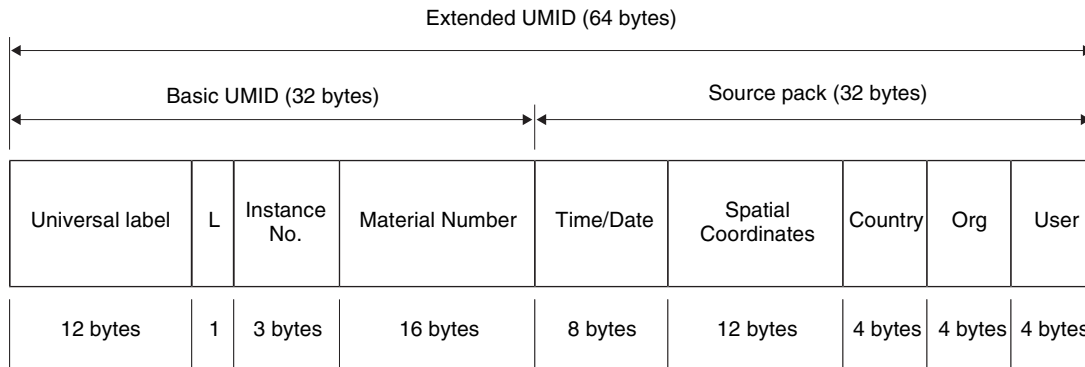 Extended UMID (64 bytes)
Basic UMID (32 bytes)
Source pack (32 bytes)
Universal label
L
Instance
No.
Material Number
Time/Date
Spatial
Coordinates
Country
Org
User
12 bytes
1
3 bytes
16 bytes
8 bytes
12 bytes
4 bytes
4 bytes
4 bytes